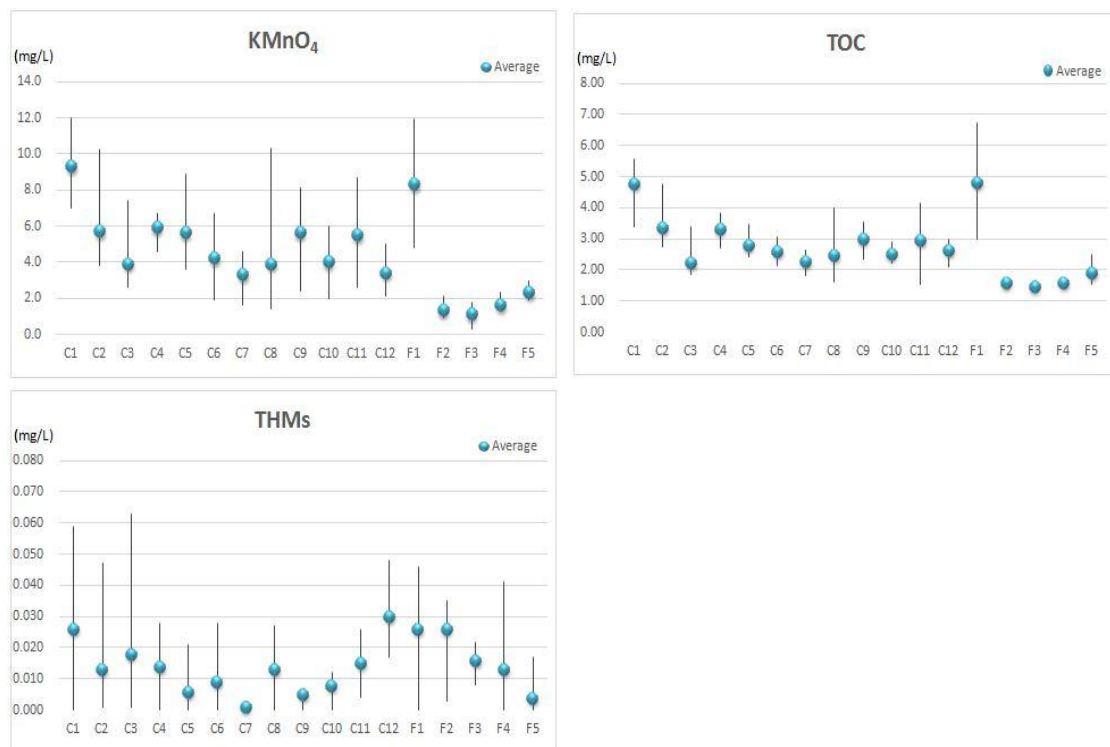 KMnO₄
(mg/L)
Average
14.0
12.0
10.0
8.0
6.0
4.0
2.0
0.0
C1 C2 C3 C4 C5 C6 C7 C8 C9 C10 C11 C12 F1 F2 F3 F4 F5
TOC
(mg/L)
Average
8.00
7.00
6.00
5.00
4.00
3.00
2.00
1.00
0.00
C1 C2 C3 C4 C5 C6 C7 C8 C9 C10 C11 C12 F1 F2 F3 F4 F5
THMs
(mg/L)
Average
0.080
0.070
0.060
0.050
0.040
0.030
0.020
0.010
0.000
C1 C2 C3 C4 C5 C6 C7 C8 C9 C10 C11 C12 F1 F2 F3 F4 F5